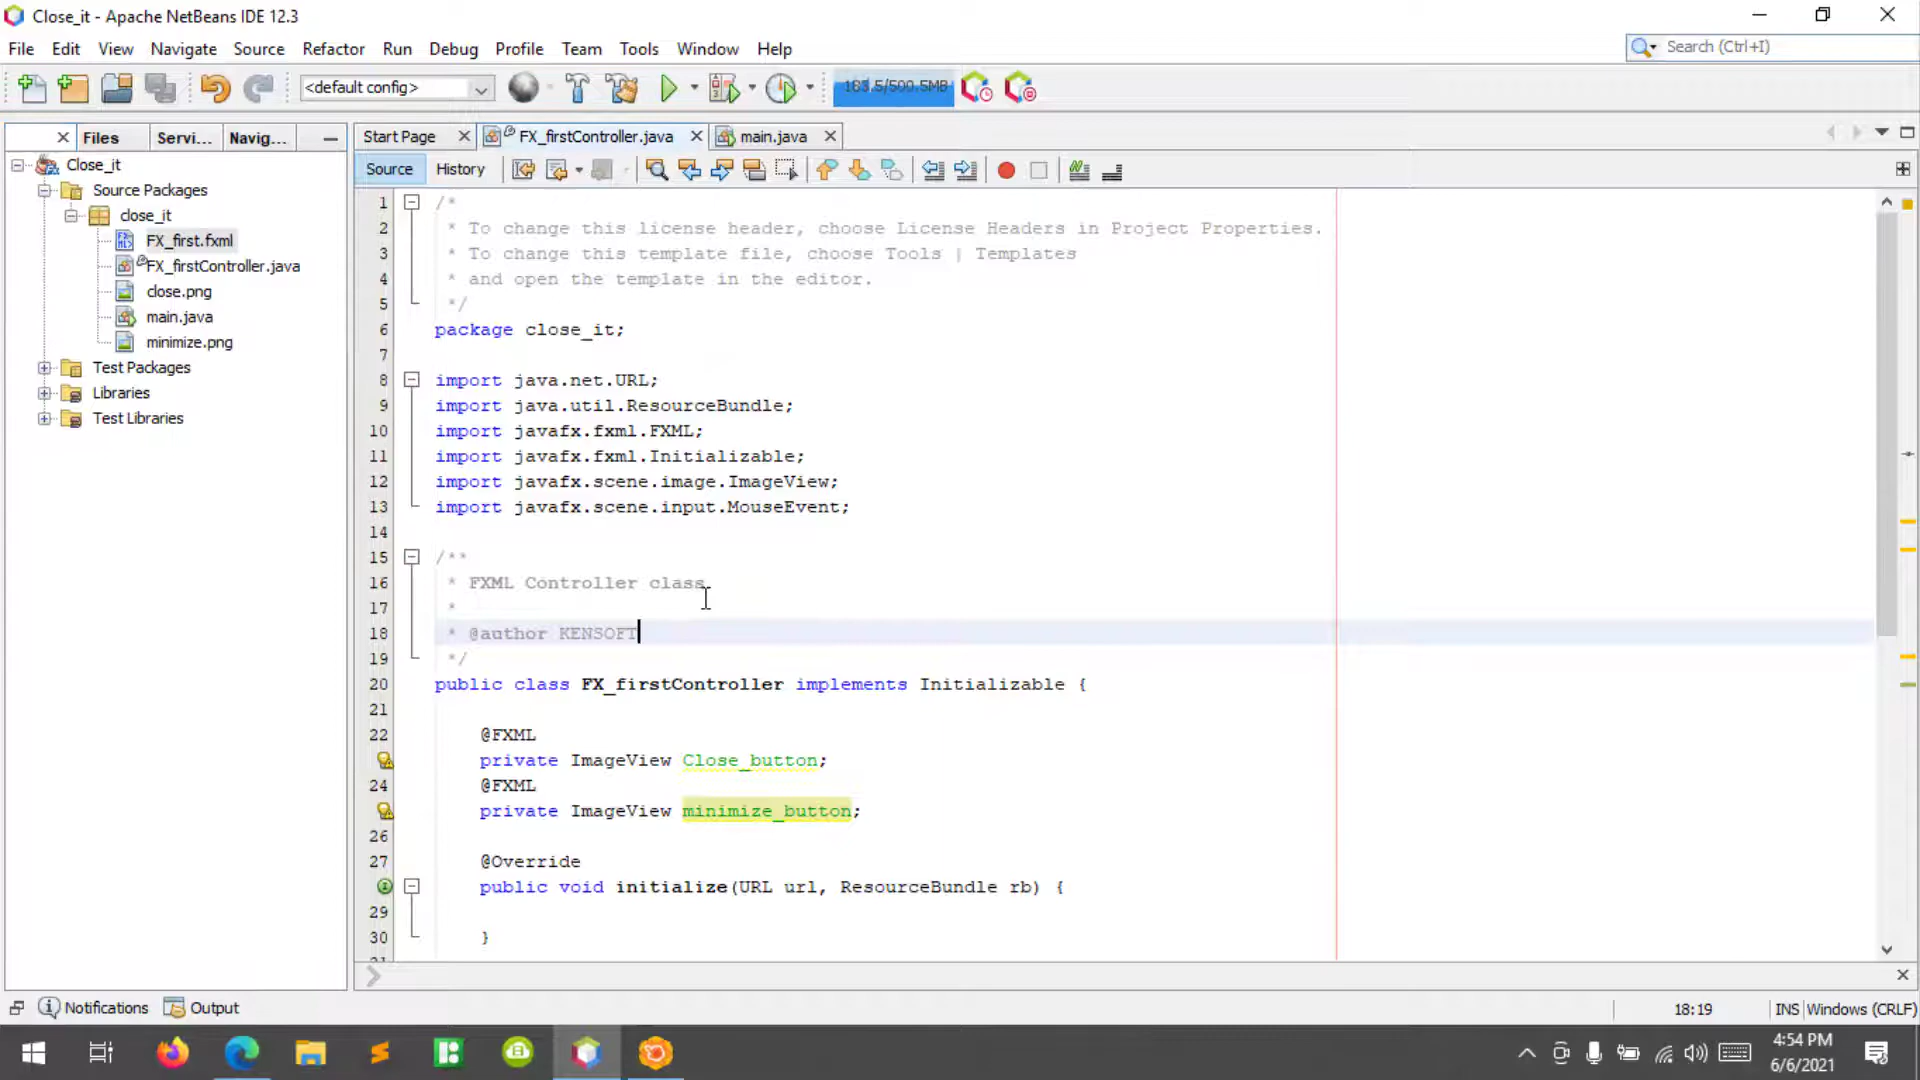 Close_it - Apache NetBeans IDE 12.3
File Edit View Navigate Source Refactor Run Debug Profile Team Tools Window Help
Search (Ctrl+I)
<default config>
163.5/500.5MB
Files Servi... Navig...
Start Page FX_firstController.java main.java
Source History
Close_it
Source Packages
close_it
FX_first.fxml
FX_firstController.java
close.png
main.java
minimize.png
Test Packages
Libraries
Test Libraries
1 /*
2 * To change this license header, choose License Headers in Project Properties.
3 * To change this template file, choose Tools | Templates
4 * and open the template in the editor.
5 */
6 package close_it;
7
8 import java.net.URL;
9 import java.util.ResourceBundle;
10 import javafx.fxml.FXML;
11 import javafx.fxml.Initializable;
12 import javafx.scene.image.ImageView;
13 import javafx.scene.input.MouseEvent;
14
15 /**
16 * FXML Controller class
17 *
18 * @author KENSOFT
19 */
20 public class FX_firstController implements Initializable {
21
22 @FXML
private ImageView Close_button;
24 @FXML
private ImageView minimize_button;
26
27 @Override
public void initialize(URL url, ResourceBundle rb) {
29
30 }
Notifications Output
18:19 INS Windows (CRLF)
4:54 PM
6/6/2021